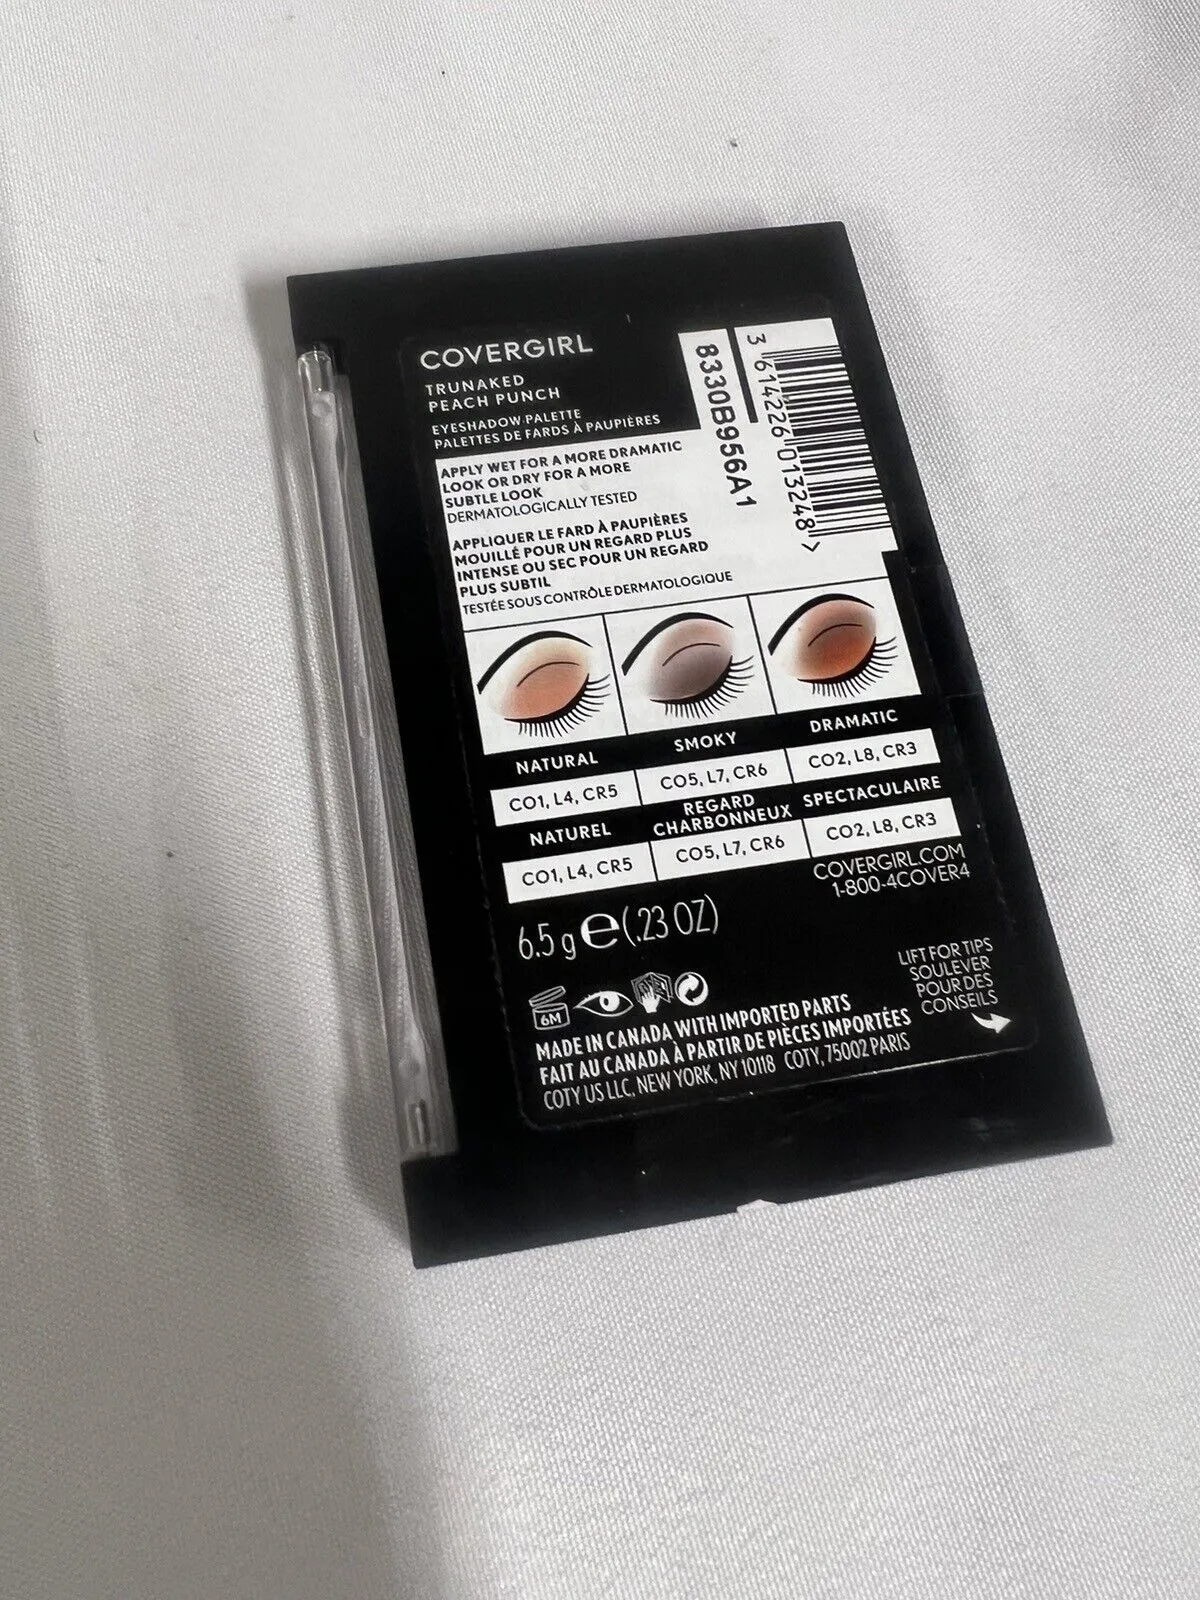 COVERGIRL
TRUNAKED
PEACH PUNCH
EYESHADOW PALETTE
PALETTES DE FARDS À PAUPIÈRES
8330B956A1
3 614226 013248 >
APPLY WET FOR A MORE DRAMATIC
LOOK OR DRY FOR A MORE
SUBTLE LOOK
DERMATOLOGICALLY TESTED
APPLIQUER LE FARD À PAUPIÈRES
MOUILLÉ POUR UN REGARD PLUS
INTENSE OU SEC POUR UN REGARD
PLUS SUBTIL
TESTÉE SOUS CONTRÔLE DERMATOLOGIQUE
NATURAL
SMOKY
DRAMATIC
CO1, L4, CR5
CO5, L7, CR6
CO2, L8, CR3
NATUREL
REGARD
CHARBONNEUX
SPECTACULAIRE
CO1, L4, CR5
CO5, L7, CR6
CO2, L8, CR3
COVERGIRL.COM
1-800-4COVER4
6.5 g e (.23 OZ)
LIFT FOR TIPS
SOULEVER
POUR DES
CONSEILS
6M
MADE IN CANADA WITH IMPORTED PARTS
FAIT AU CANADA À PARTIR DE PIÈCES IMPORTÉES
COTY US LLC, NEW YORK, NY 10118 COTY, 75002 PARIS